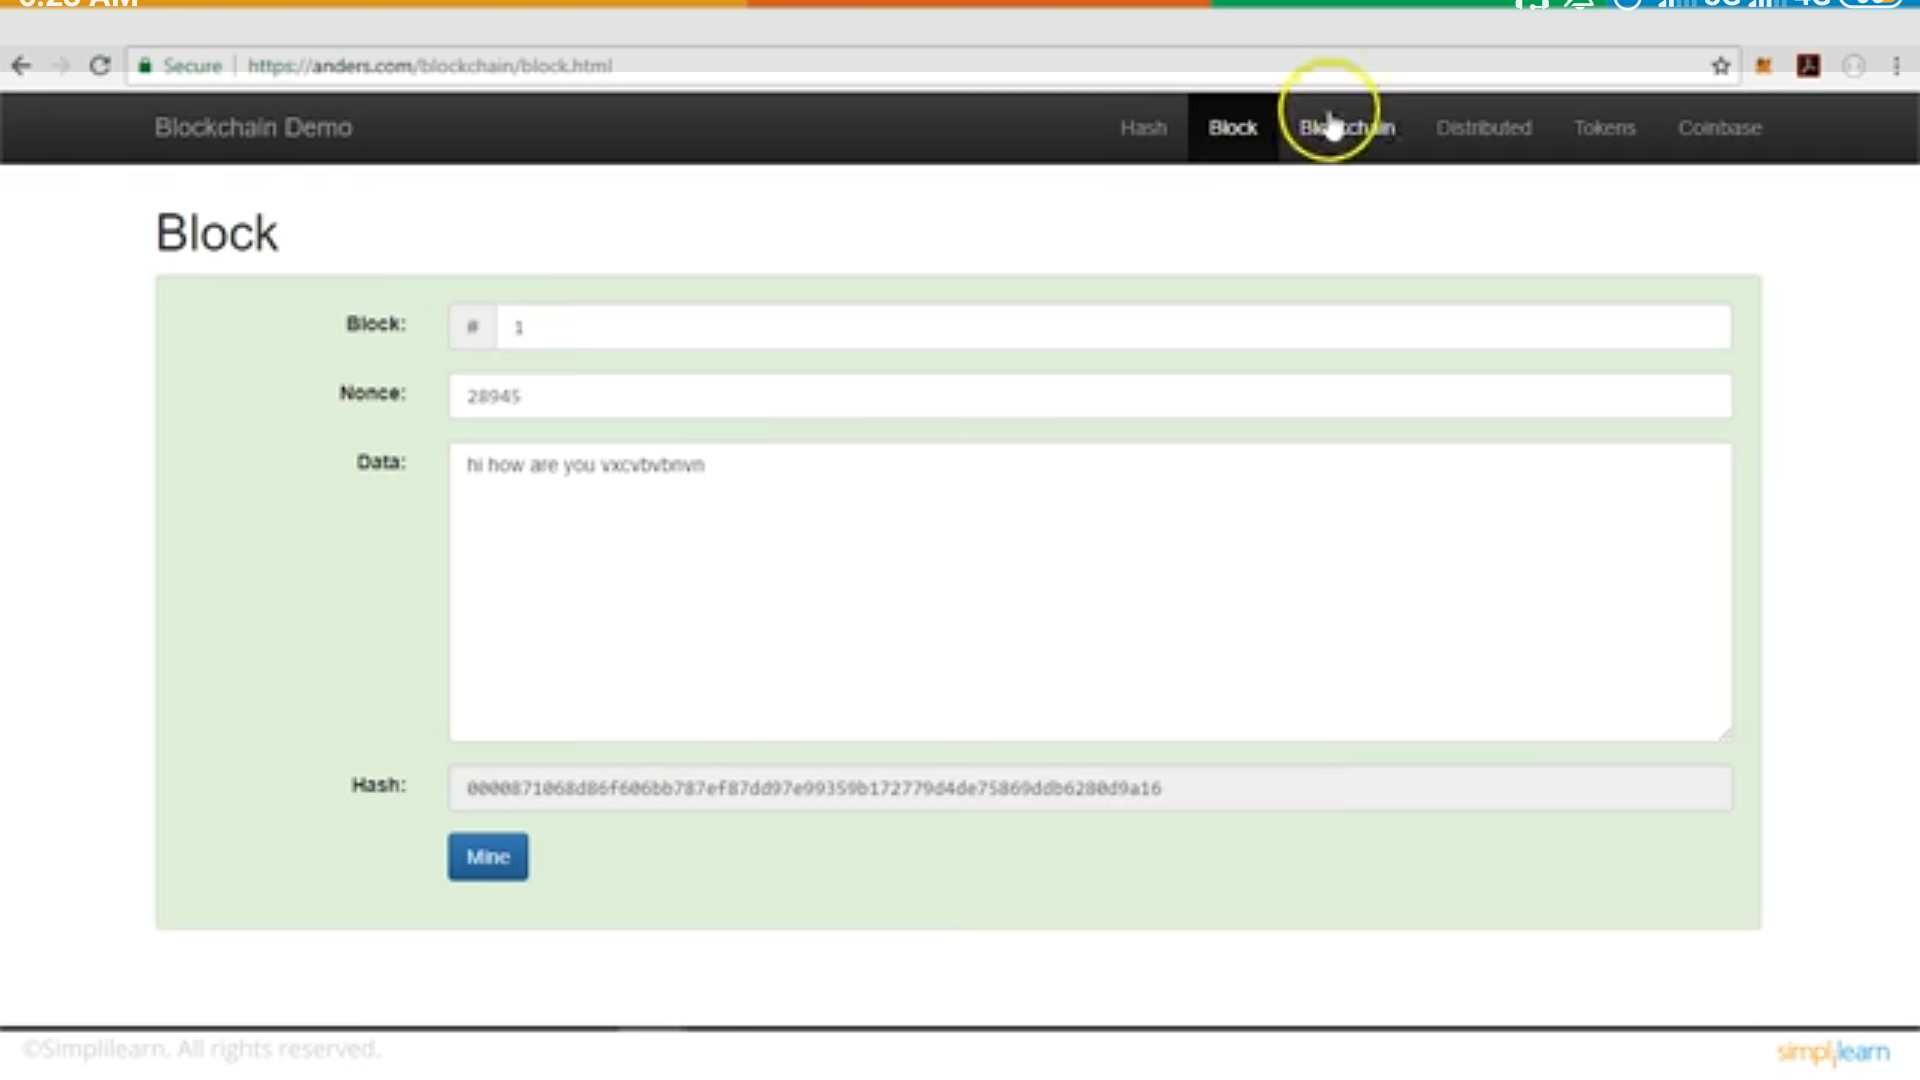 Secure | https://anders.com/blockchain/block.html
Blockchain Demo Hash Block Blockchain Distributed Tokens Coinbase
Block
Block: # 1
Nonce: 28945
Data: hi how are you vxcvbvbnvn
Hash: 0000871068d86f606bb787ef87dd97e99359b172779d4de75869ddb6280d9a16
Mine
©Simplilearn. All rights reserved. simplilearn